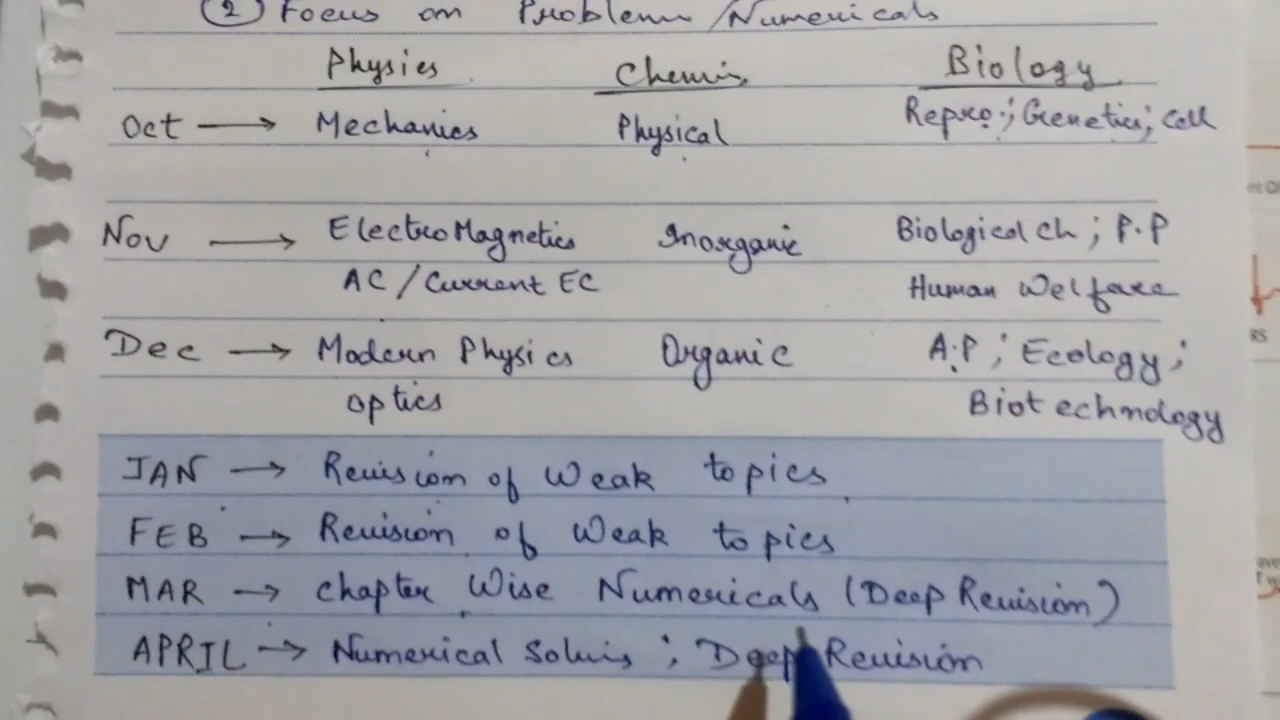 ② Focus on Problem /Numericals
Physics Chemis Biology
Oct → Mechanics Physical Repro.; Genetics; Cell
Nov → ElectroMagnetics Inorganic Biological Ch ; P.P
AC / Current EC Human Welfare
Dec → Modern Physics Organic A.P ; Ecology ;
optics Biotechnology
JAN → Revision of Weak topics
FEB → Revision of Weak topics
MAR → chapter Wise Numericals (Deep Revision)
APRIL → Numerical Solvis ; Deep Revision